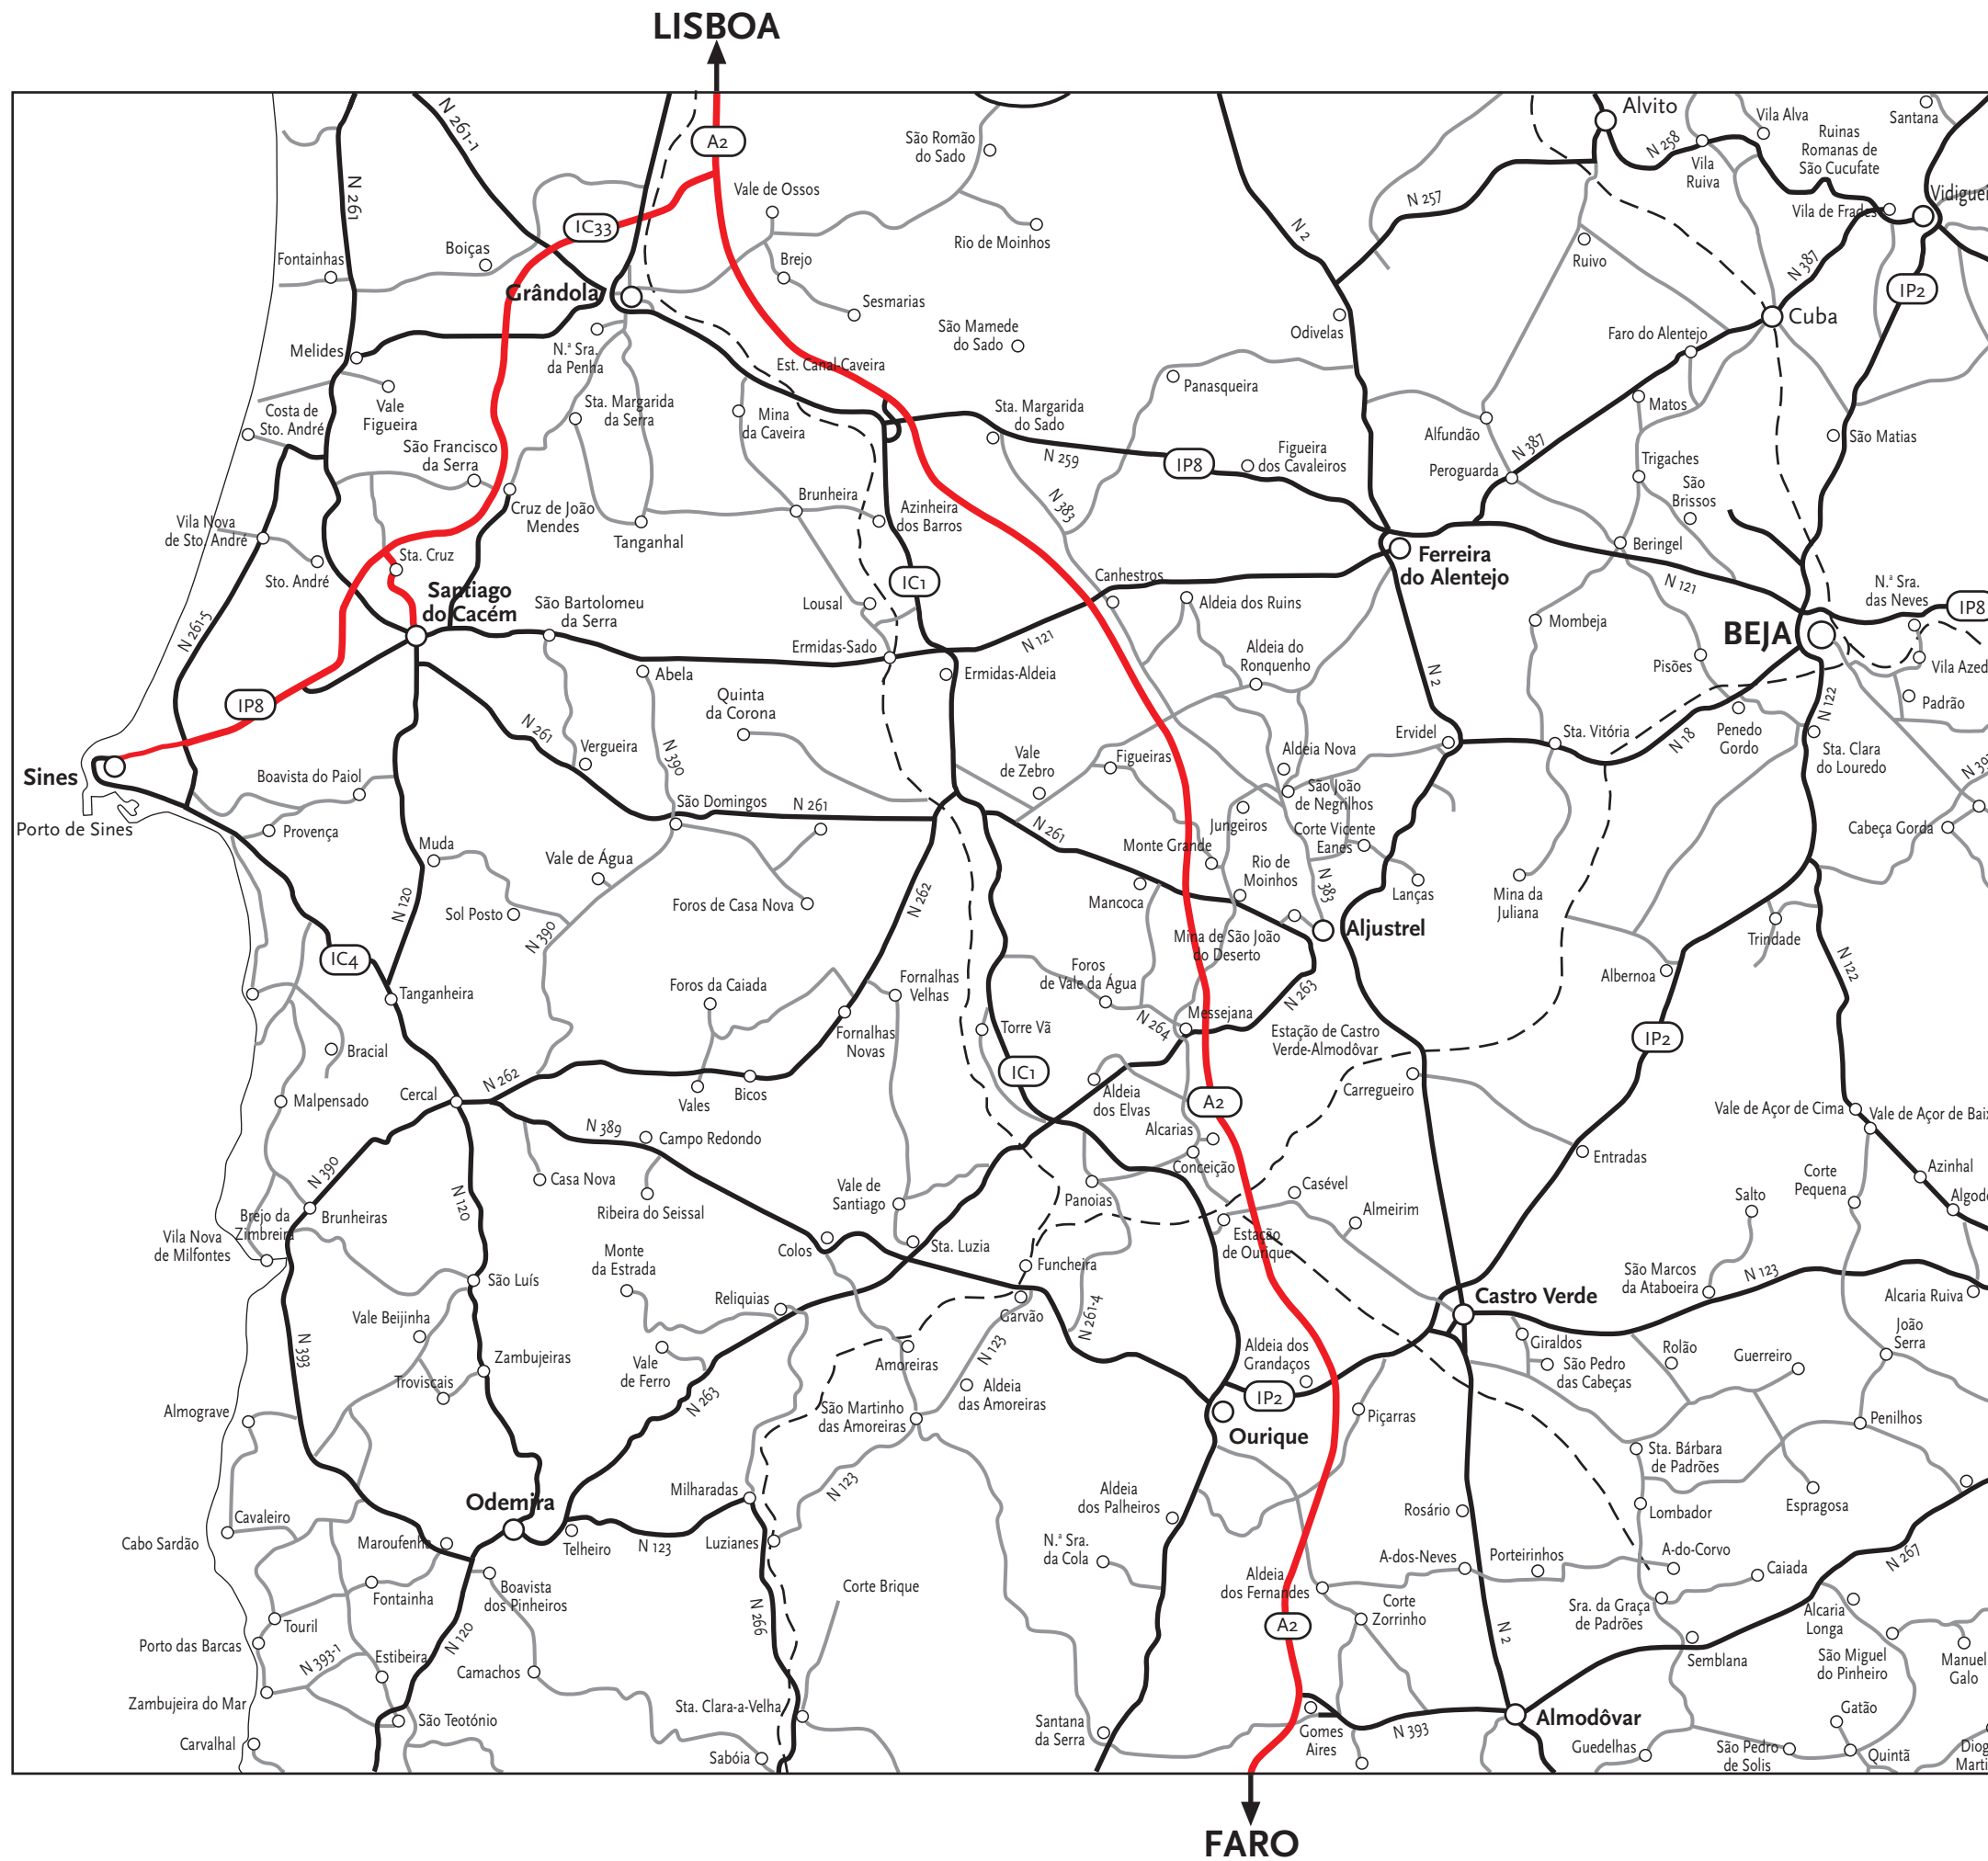 LISBOA
A2
N 261-1
N 261
IC33
Vale de Ossos
São Romão
do Sado
Rio de Moinhos
Boiças
Fontainhas
Brejo
Sesmarias
Grândola
São Mamede
do Sado
Melides
N.ª Sra.
da Penha
Est. Canal-Caveira
Vale
Figueira
Costa de
Sto. André
Sta. Margarida
da Serra
Mina
da Caveira
São Francisco
da Serra
Sta. Margarida
do Sado
N 259
IP8
Panasqueira
Figueira
dos Cavaleiros
N 2
N 257
Odivelas
Alvito
N 258
Vila
Ruiva
Vila Alva
Ruinas
Romanas de
São Cucufate
Santana
Vila de Frades
Ruivo
N 387
IP2
Cuba
Faro do Alentejo
Matos
Alfundão
N 387
Peroguarda
Trigaches
São
Brissos
São Matias
Beringel
N 121
N.ª Sra.
das Neves
IP8
BEJA
Padrão
N 122
Sta. Clara
do Louredo
Penedo
Gordo
Pisões
Mombeja
N 18
Sta. Vitória
Ervidel
N 2
Ferreira
do Alentejo
N 383
Canhestros
Aldeia dos Ruins
Aldeia do
Ronquenho
Cruz de João
Mendes
Tanganhal
Brunheira
Azinheira
dos Barros
Vila Nova
de Sto. André
Sto. André
Sta. Cruz
Santiago
do Cacém
São Bartolomeu
da Serra
IC1
Lousal
Ermidas-Sado
N 121
Ermidas-Aldeia
N 261-5
IP8
Abela
Quinta
da Corona
N 261
Vergueira
N 390
Sines
Porto de Sines
Boavista do Paiol
Provença
São Domingos
N 261
Vale
de Zebro
Figueiras
Aldeia Nova
São João
de Negrilhos
Jungeiros
Corte Vicente
Eanes
Monte Grande
N 261
Rio de
Moinhos
N 383
Mancoca
Lanças
Mina da
Juliana
Cabeça Gorda
Muda
Vale de Água
Sol Posto
N 120
N 390
Foros de Casa Nova
N 262
Mina de São João
do Deserto
Aljustrel
Trindade
Albernoa
N 122
IC4
Tanganheira
Foros da Caiada
Fornalhas
Velhas
Foros
de Vale da Água
N 263
Fornalhas
Novas
Torre Vã
N 264
Messejana
Estação de Castro
Verde-Almodôvar
IP2
Bracial
Malpensado
Cercal
N 262
Vales
Bicos
IC1
Aldeia
dos Elvas
A2
Carregueiro
Vale de Açor de Cima
Alcarias
N 389
Campo Redondo
Conceição
Entradas
Casa Nova
Ribeira do Seissal
Vale de
Santiago
Panoias
Casével
Almeirim
Corte
Pequena
Azinhal
Salto
N 390
Brunheiras
Brejo da
Zimbreira
Vila Nova
de Milfontes
N 120
Colos
Sta. Luzia
Funcheira
Estação
de Ourique
Monte
da Estrada
São Luís
Reliquias
Garvão
N 261-4
Castro Verde
São Marcos
da Ataboeira
N 123
Alcaria Ruiva
Vale Beijinha
N 393
Zambujeiras
Vale
de Ferro
Amoreiras
N 123
Aldeia dos
Grandaços
Giraldos
São Pedro
das Cabeças
Rolão
Guerreiro
João
Serra
Troviscais
Almograve
N 263
São Martinho
das Amoreiras
Aldeia
das Amoreiras
IP2
Ourique
Piçarras
Penilhos
Sta. Bárbara
de Padrões
Espragosa
Odemira
Milharadas
N 123
Aldeia
dos Palheiros
Rosário
Lombador
Cavaleiro
Cabo Sardão
Maroufenha
Telheiro
N 123
Luzianes
N.ª Sra.
da Cola
A-dos-Neves
Porteirinhos
A-do-Corvo
Caiada
N 267
Fontainha
Boavista
dos Pinheiros
Corte Brique
Aldeia
dos Fernandes
Corte
Zorrinho
Sra. da Graça
de Padrões
Alcaria
Longa
Touril
N 266
A2
N 2
Porto das Barcas
N 393-1
Estibeira
N 120
Camachos
Semblana
São Miguel
do Pinheiro
Manuel
Galo
Zambujeira do Mar
São Teotónio
Sta. Clara-a-Velha
Santana
da Serra
Gomes
Aires
N 393
Almodôvar
Gatão
Carvalhal
Sabóia
Guedelhas
São Pedro
de Solis
Quintã
FARO